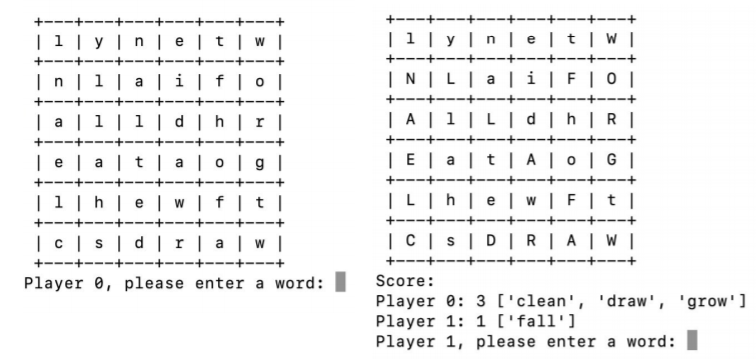 +---+---+---+---+---+---+
| l | y | n | e | t | w |
+---+---+---+---+---+---+
| n | l | a | i | f | o |
+---+---+---+---+---+---+
| a | l | l | d | h | r |
+---+---+---+---+---+---+
| e | a | t | a | o | g |
+---+---+---+---+---+---+
| l | h | e | w | f | t |
+---+---+---+---+---+---+
| c | s | d | r | a | w |
+---+---+---+---+---+---+
Player 0, please enter a word:
+---+---+---+---+---+---+
| l | y | n | e | t | W |
+---+---+---+---+---+---+
| N | L | a | i | F | O |
+---+---+---+---+---+---+
| A | l | L | d | h | R |
+---+---+---+---+---+---+
| E | a | t | A | o | G |
+---+---+---+---+---+---+
| L | h | e | w | F | t |
+---+---+---+---+---+---+
| C | s | D | R | A | W |
+---+---+---+---+---+---+
Score:
Player 0: 3 ['clean', 'draw', 'grow']
Player 1: 1 ['fall']
Player 1, please enter a word: